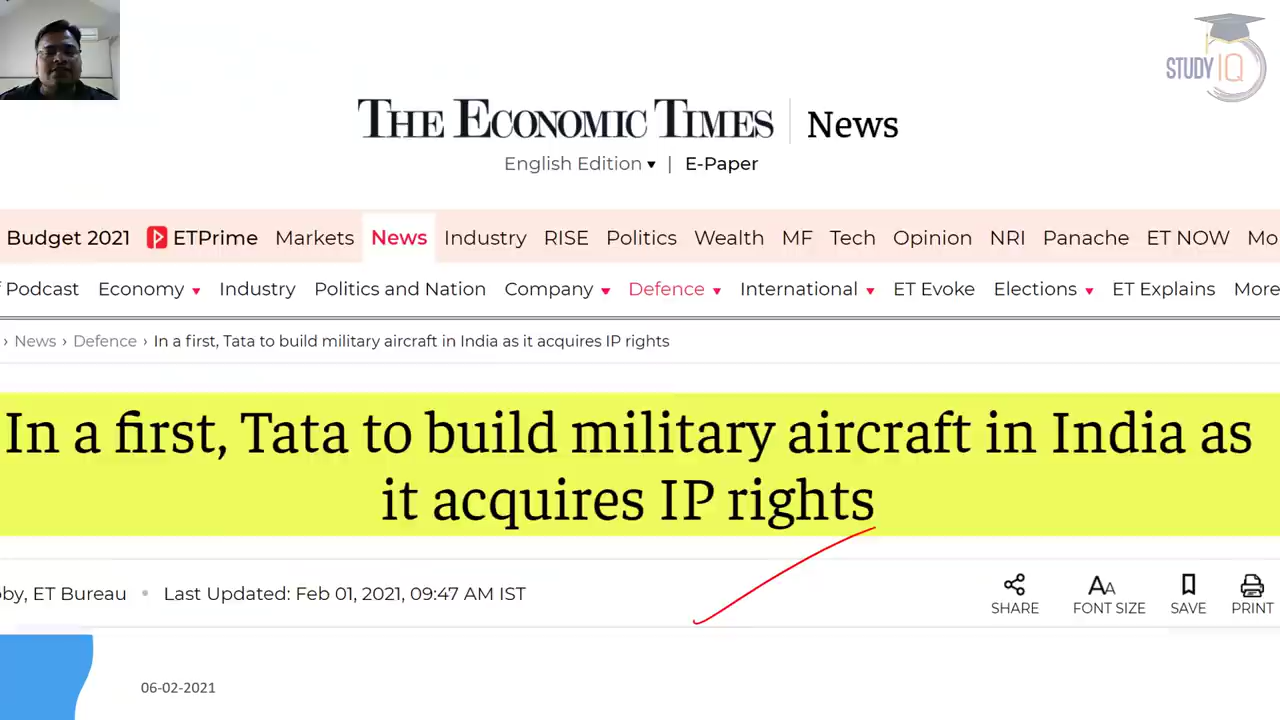 STUDY IQ
THE ECONOMIC TIMES | News
English Edition ▾ | E-Paper
Budget 2021 ETPrime Markets News Industry RISE Politics Wealth MF Tech Opinion NRI Panache ET NOW Mo
Podcast Economy ▾ Industry Politics and Nation Company ▾ Defence ▾ International ▾ ET Evoke Elections ▾ ET Explains More
› News › Defence › In a first, Tata to build military aircraft in India as it acquires IP rights
In a first, Tata to build military aircraft in India as
it acquires IP rights
by, ET Bureau • Last Updated: Feb 01, 2021, 09:47 AM IST
SHARE FONT SIZE SAVE PRINT
06-02-2021